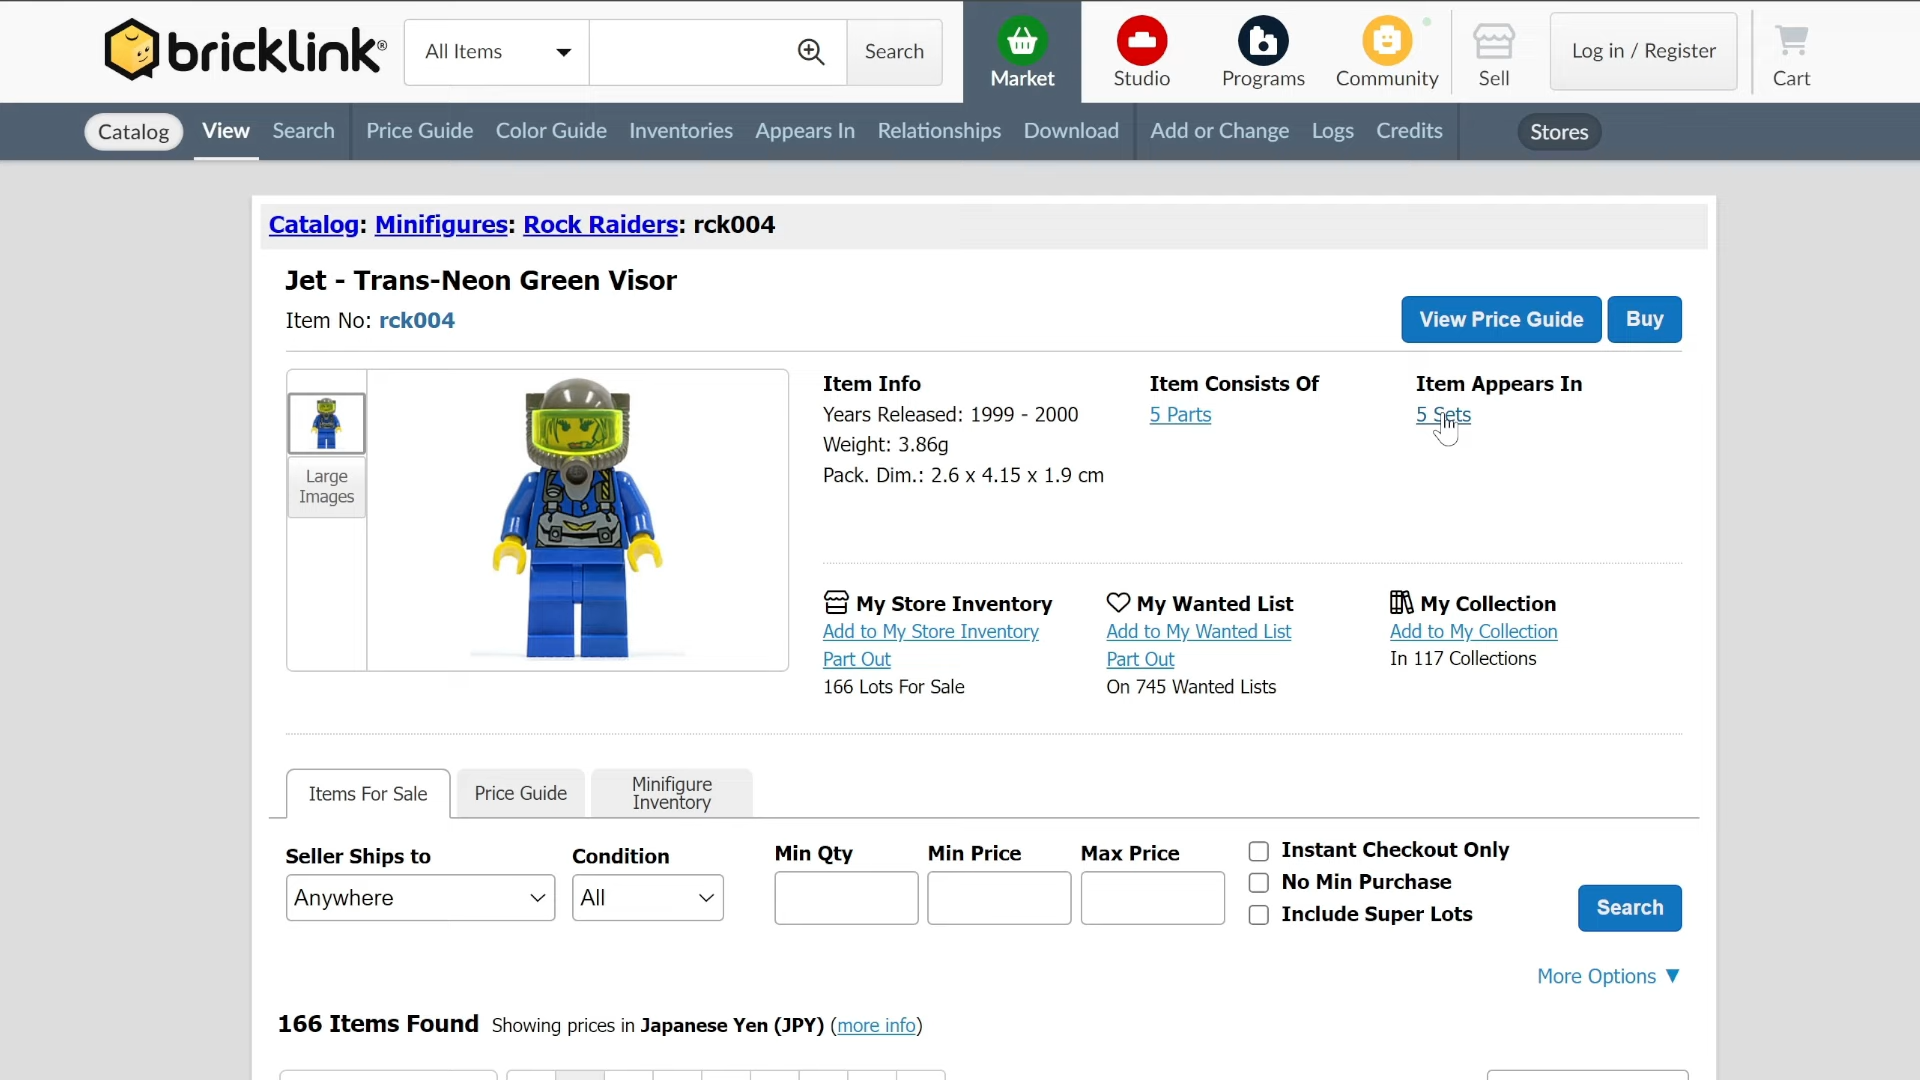 bricklink®
All Items
Search
Market
Studio
Programs
Community
Sell
Log in / Register
Cart
Catalog View Search Price Guide Color Guide Inventories Appears In Relationships Download Add or Change Logs Credits Stores
Catalog: Minifigures: Rock Raiders: rck004
Jet - Trans-Neon Green Visor
Item No: rck004
View Price Guide
Buy
Large
Images
Item Info
Years Released: 1999 - 2000
Weight: 3.86g
Pack. Dim.: 2.6 x 4.15 x 1.9 cm
Item Consists Of
5 Parts
Item Appears In
5 Sets
My Store Inventory
Add to My Store Inventory
Part Out
166 Lots For Sale
My Wanted List
Add to My Wanted List
Part Out
On 745 Wanted Lists
My Collection
Add to My Collection
In 117 Collections
Items For Sale
Price Guide
Minifigure
Inventory
Seller Ships to
Anywhere
Condition
All
Min Qty
Min Price
Max Price
Instant Checkout Only
No Min Purchase
Include Super Lots
Search
More Options ▼
166 Items Found Showing prices in Japanese Yen (JPY) (more info)